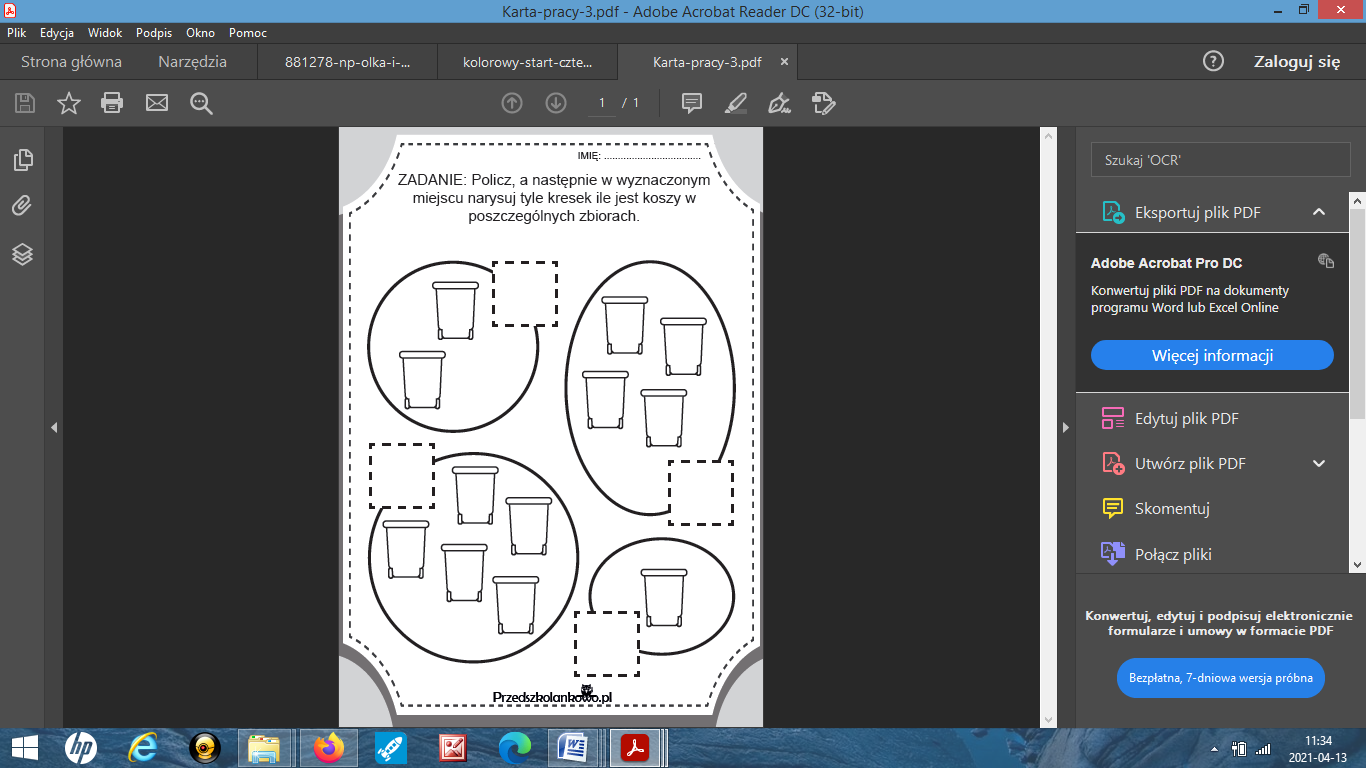 Karta-pracy-3.pdf - Adobe Acrobat Reader DC (32-bit)
Plik Edycja Widok Podpis Okno Pomoc
Strona główna Narzędzia 881278-np-olka-i-... kolorowy-start-czte... Karta-pracy-3.pdf × ? Zaloguj się
1 / 1
IMIĘ: ...................................
ZADANIE: Policz, a następnie w wyznaczonym
miejscu narysuj tyle kresek ile jest koszy w
poszczególnych zbiorach.
Przedszkolankowo.pl
Szukaj 'OCR'
Eksportuj plik PDF
Adobe Acrobat Pro DC
Konwertuj pliki PDF na dokumenty
programu Word lub Excel Online
Więcej informacji
Edytuj plik PDF
Utwórz plik PDF
Skomentuj
Połącz pliki
Konwertuj, edytuj i podpisuj elektronicznie
formularze i umowy w formacie PDF
Bezpłatna, 7-dniowa wersja próbna
hp
11:34
2021-04-13